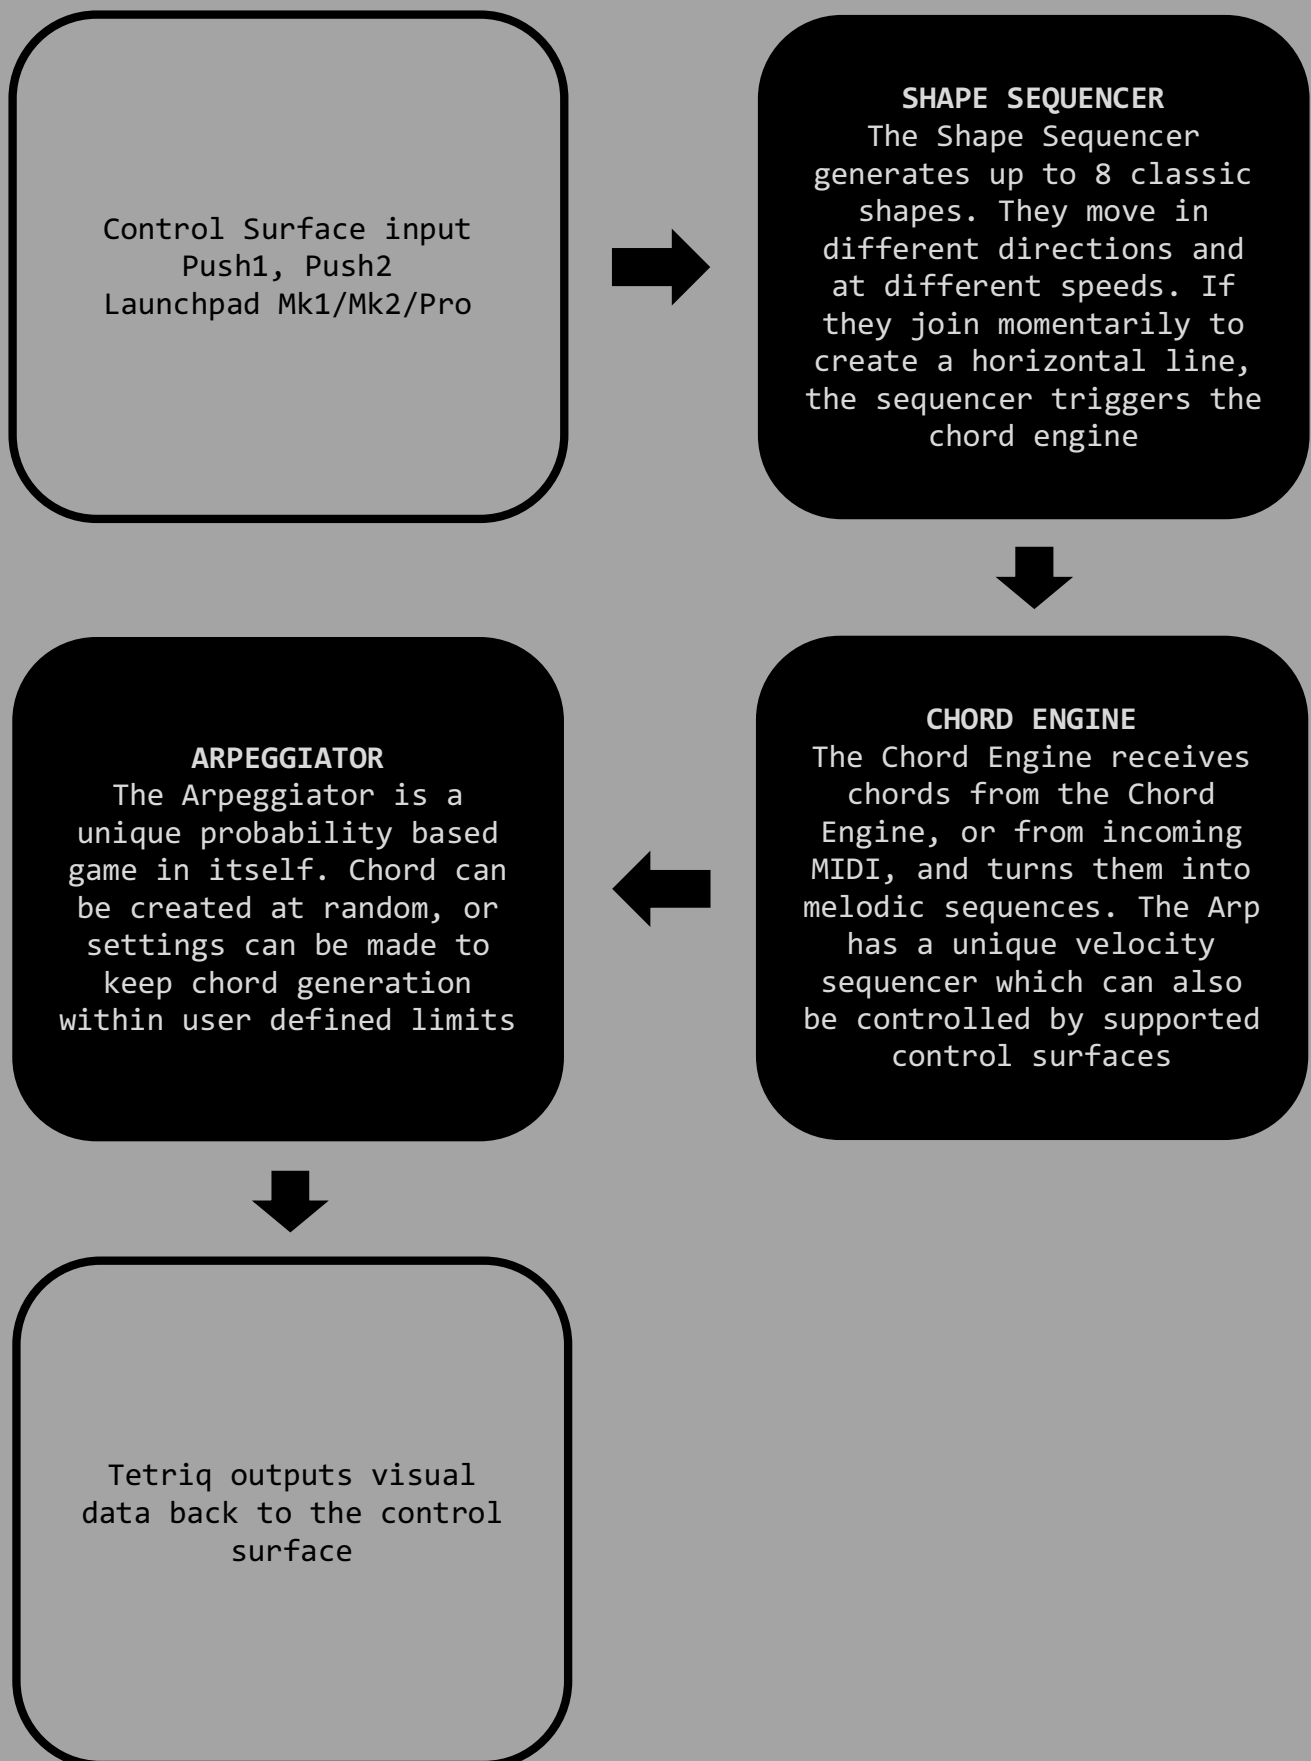 Control Surface input
Push1, Push2
Launchpad Mk1/Mk2/Pro
SHAPE SEQUENCER
The Shape Sequencer
generates up to 8 classic
shapes. They move in
different directions and
at different speeds. If
they join momentarily to
create a horizontal line,
the sequencer triggers the
chord engine
CHORD ENGINE
The Chord Engine receives
chords from the Chord
Engine, or from incoming
MIDI, and turns them into
melodic sequences. The Arp
has a unique velocity
sequencer which can also
be controlled by supported
control surfaces
ARPEGGIATOR
The Arpeggiator is a
unique probability based
game in itself. Chord can
be created at random, or
settings can be made to
keep chord generation
within user defined limits
Tetriq outputs visual
data back to the control
surface